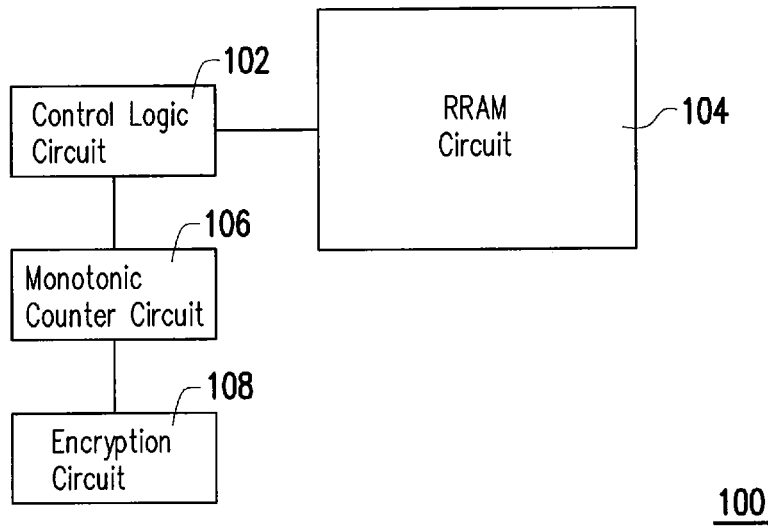 102
Control Logic
Circuit
RRAM
Circuit
104
106
Monotonic
Counter Circuit
108
Encryption
Circuit
100